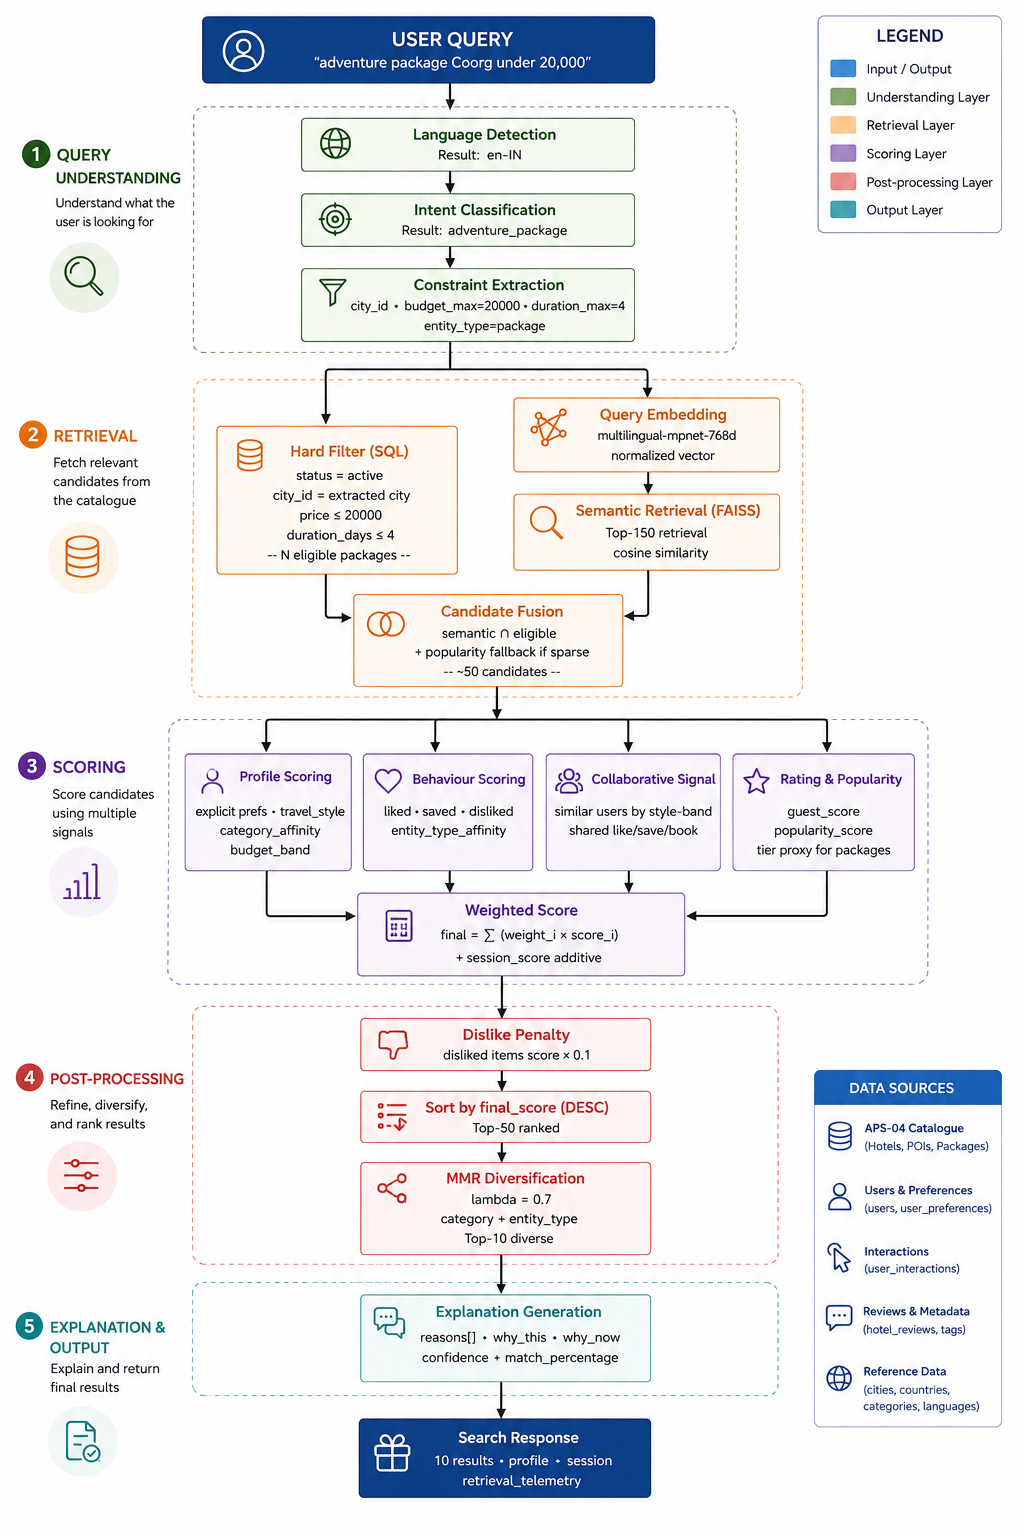 USER QUERY
“adventure package Coorg under 20,000”
LEGEND
Input / Output
Understanding Layer
Retrieval Layer
Scoring Layer
Post-processing Layer
Output Layer
1 QUERY
UNDERSTANDING
Understand what the
user is looking for
Language Detection
Result: en-IN
Intent Classification
Result: adventure_package
Constraint Extraction
city_id • budget_max=20000 • duration_max=4
entity_type=package
2 RETRIEVAL
Fetch relevant
candidates from
the catalogue
Hard Filter (SQL)
status = active
city_id = extracted city
price ≤ 20000
duration_days ≤ 4
-- N eligible packages --
Query Embedding
multilingual-mpnet-768d
normalized vector
Semantic Retrieval (FAISS)
Top-150 retrieval
cosine similarity
Candidate Fusion
semantic ∩ eligible
+ popularity fallback if sparse
-- ~50 candidates --
3 SCORING
Score candidates
using multiple
signals
Profile Scoring
explicit prefs • travel_style
category_affinity
budget_band
Behaviour Scoring
liked • saved • disliked
entity_type_affinity
Collaborative Signal
similar users by style-band
shared like/save/book
Rating & Popularity
guest_score
popularity_score
tier proxy for packages
Weighted Score
final = ∑ (weight_i × score_i)
+ session_score additive
4 POST-PROCESSING
Refine, diversify,
and rank results
Dislike Penalty
disliked items score × 0.1
Sort by final_score (DESC)
Top-50 ranked
MMR Diversification
lambda = 0.7
category + entity_type
Top-10 diverse
5 EXPLANATION &
OUTPUT
Explain and return
final results
Explanation Generation
reasons[] • why_this • why_now
confidence + match_percentage
Search Response
10 results • profile • session
retrieval_telemetry
DATA SOURCES
APS-04 Catalogue
(Hotels, POIs, Packages)
Users & Preferences
(users, user_preferences)
Interactions
(user_interactions)
Reviews & Metadata
(hotel_reviews, tags)
Reference Data
(cities, countries,
categories, languages)